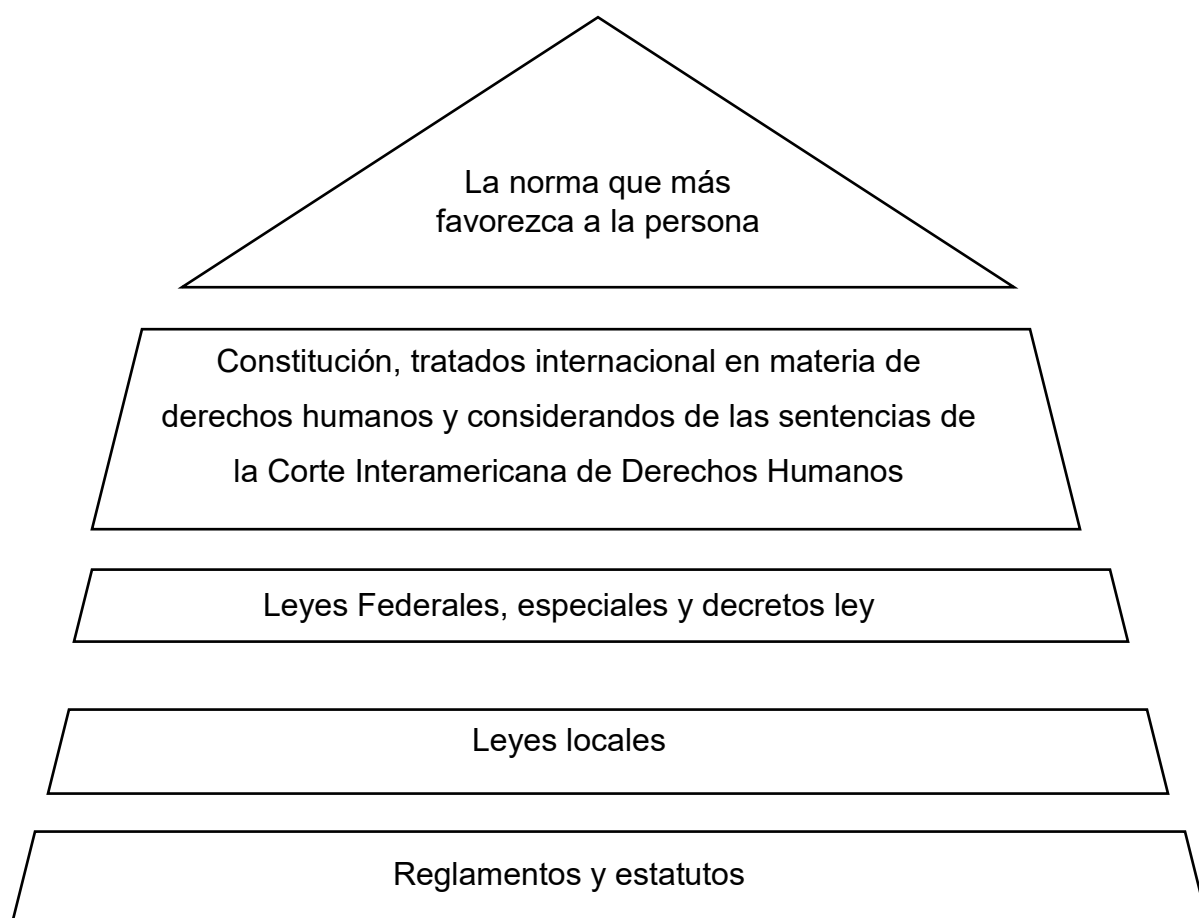 La norma que más
favorezca a la persona
Constitución, tratados internacional en materia de
derechos humanos y considerandos de las sentencias de
la Corte Interamericana de Derechos Humanos
Leyes Federales, especiales y decretos ley
Leyes locales
Reglamentos y estatutos